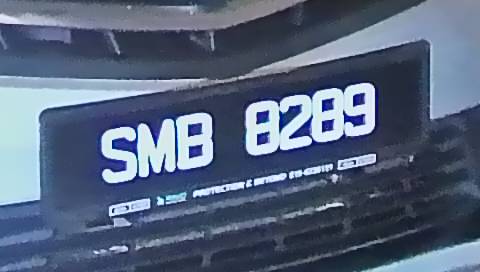 SMB 8289
PROTECTION & BEYOND